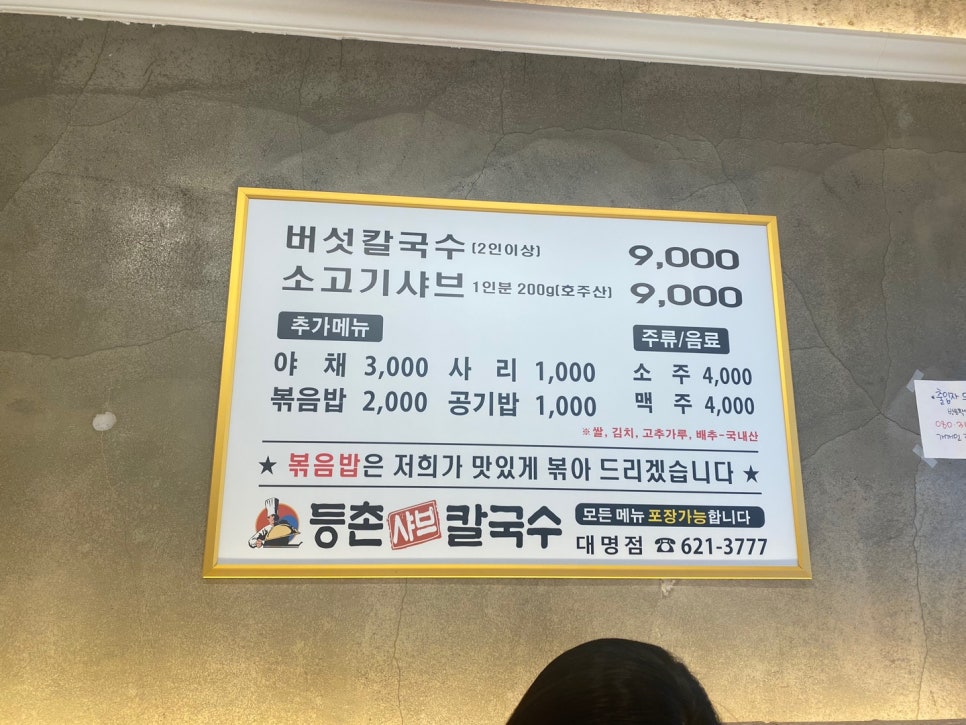 버섯칼국수 (2인이상) 9,000
소고기샤브 1인분 200g(호주산) 9,000
추가메뉴 주류/음료
야 채 3,000 사 리 1,000 소 주 4,000
볶음밥 2,000 공기밥 1,000 맥 주 4,000
※쌀, 김치, 고추가루, 배추-국내산
★ 볶음밥은 저희가 맛있게 볶아 드리겠습니다 ★
등촌 샤브 칼국수 모든 메뉴 포장가능합니다
대명점 ☎ 621-3777
출입자